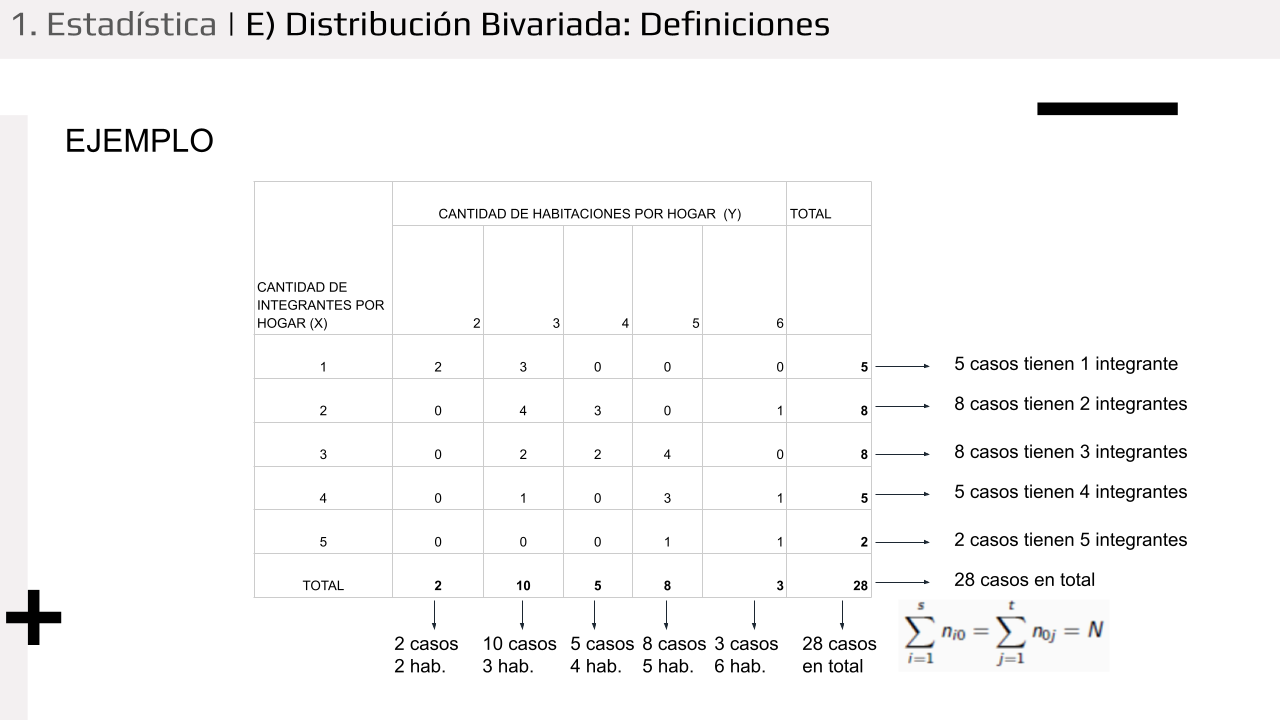 1. Estadística | E) Distribución Bivariada: Definiciones
EJEMPLO
CANTIDAD DE HABITACIONES POR HOGAR (Y) TOTAL
CANTIDAD DE
INTEGRANTES POR
HOGAR (X) 2 3 4 5 6
1 2 3 0 0 0 5 5 casos tienen 1 integrante
2 0 4 3 0 1 8 8 casos tienen 2 integrantes
3 0 2 2 4 0 8 8 casos tienen 3 integrantes
4 0 1 0 3 1 5 5 casos tienen 4 integrantes
5 0 0 0 1 1 2 2 casos tienen 5 integrantes
TOTAL 2 10 5 8 3 28 28 casos en total
2 casos 10 casos 5 casos 8 casos 3 casos 28 casos
2 hab. 3 hab. 4 hab. 5 hab. 6 hab. en total
s t
∑ n_{i0} = ∑ n_{0j} = N
i=1 j=1